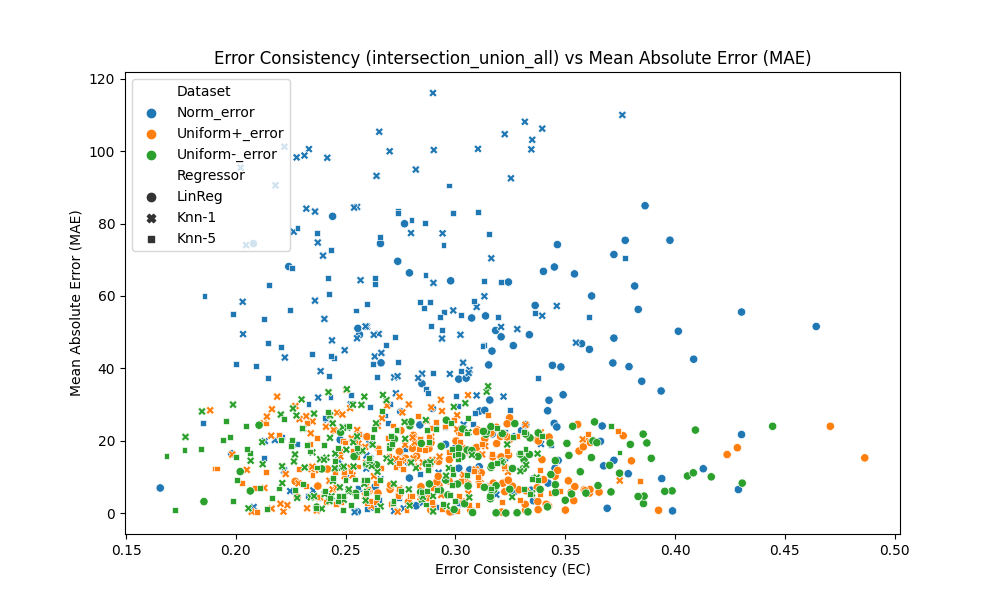 Error Consistency (intersection_union_all) vs Mean Absolute Error (MAE)
Mean Absolute Error (MAE)
120
100
80
60
40
20
0
Dataset
Norm_error
Uniform+_error
Uniform-_error
Regressor
LinReg
Knn-1
Knn-5
0.15 0.20 0.25 0.30 0.35 0.40 0.45 0.50
Error Consistency (EC)